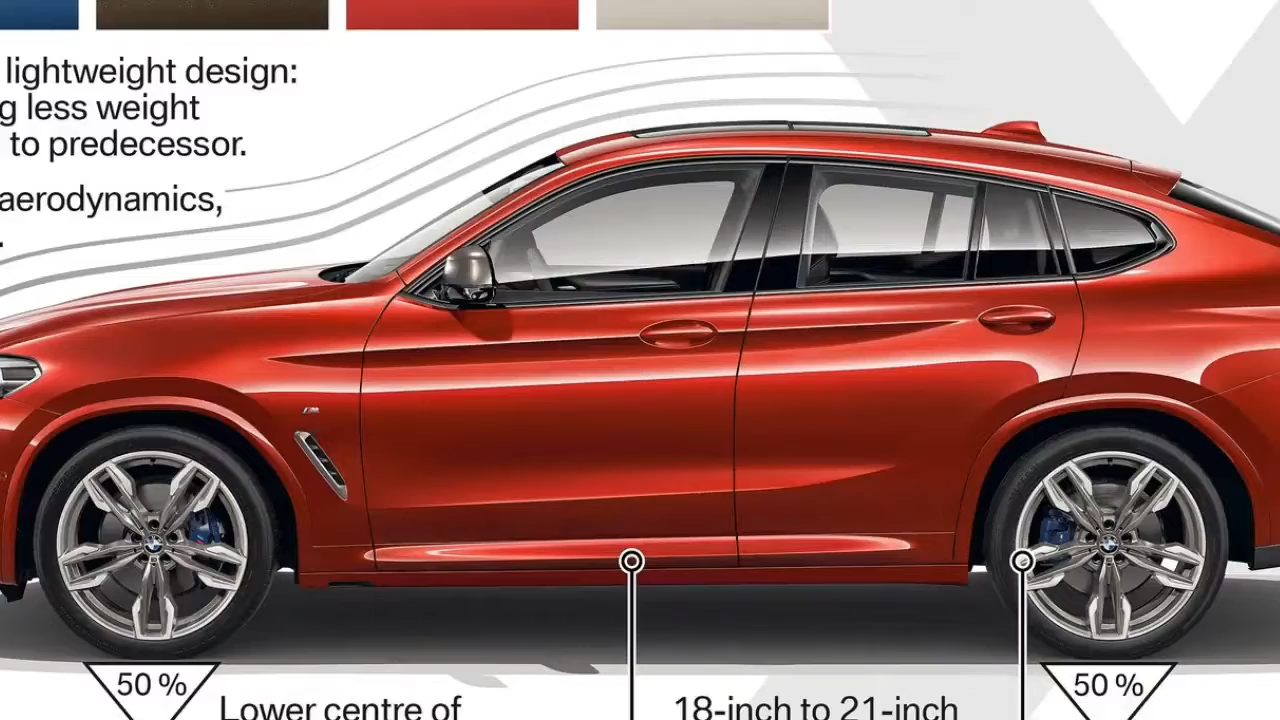 lightweight design:
g less weight
to predecessor.
aerodynamics,
.
50 %
Lower centre of
18-inch to 21-inch
50 %